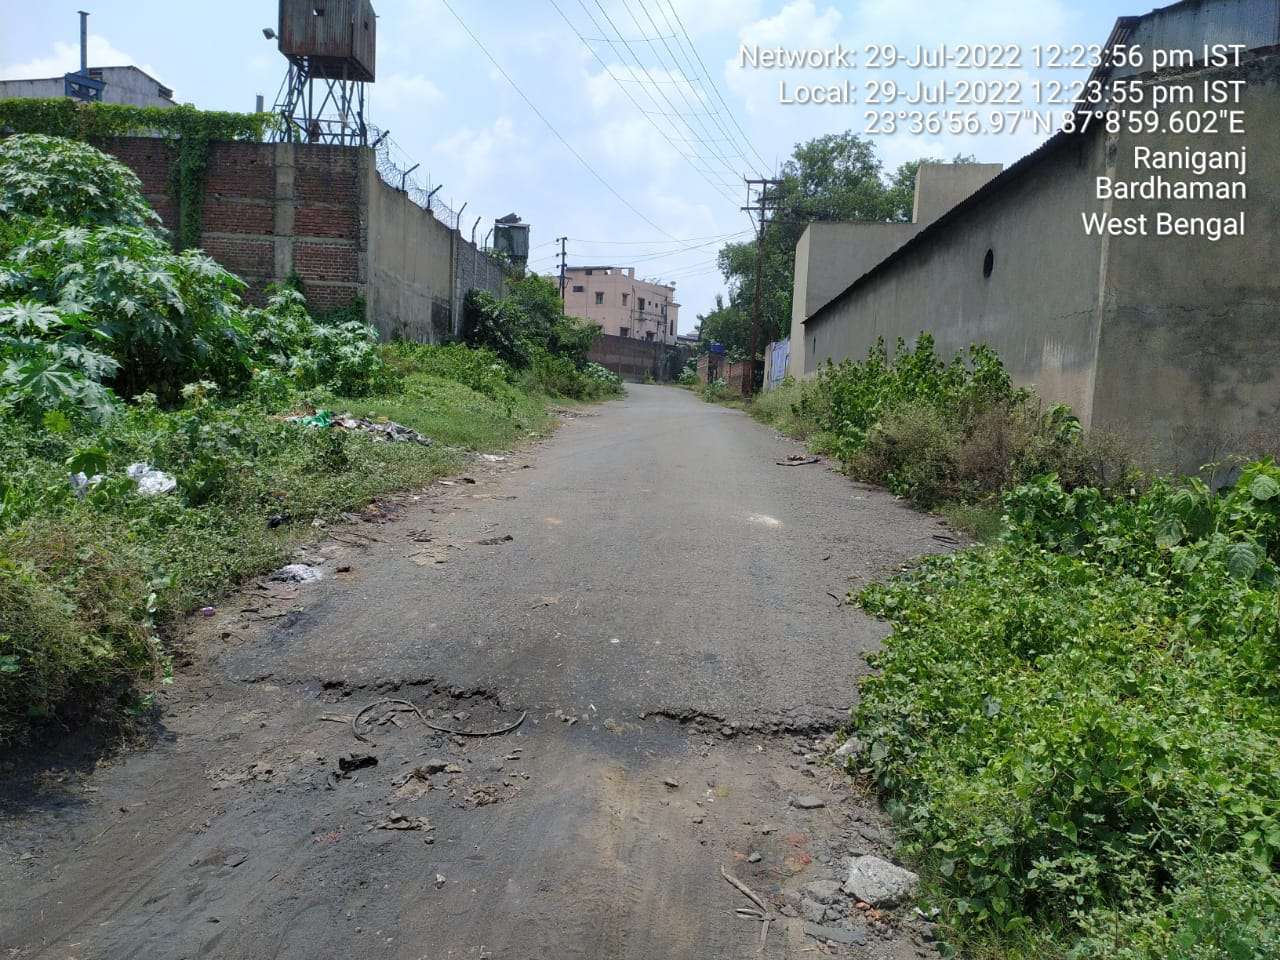 Network: 29-Jul-2022 12:23:56 pm IST
Local: 29-Jul-2022 12:23:55 pm IST
23°36'56.97"N 87°8'59.602"E
Raniganj
Bardhaman
West Bengal